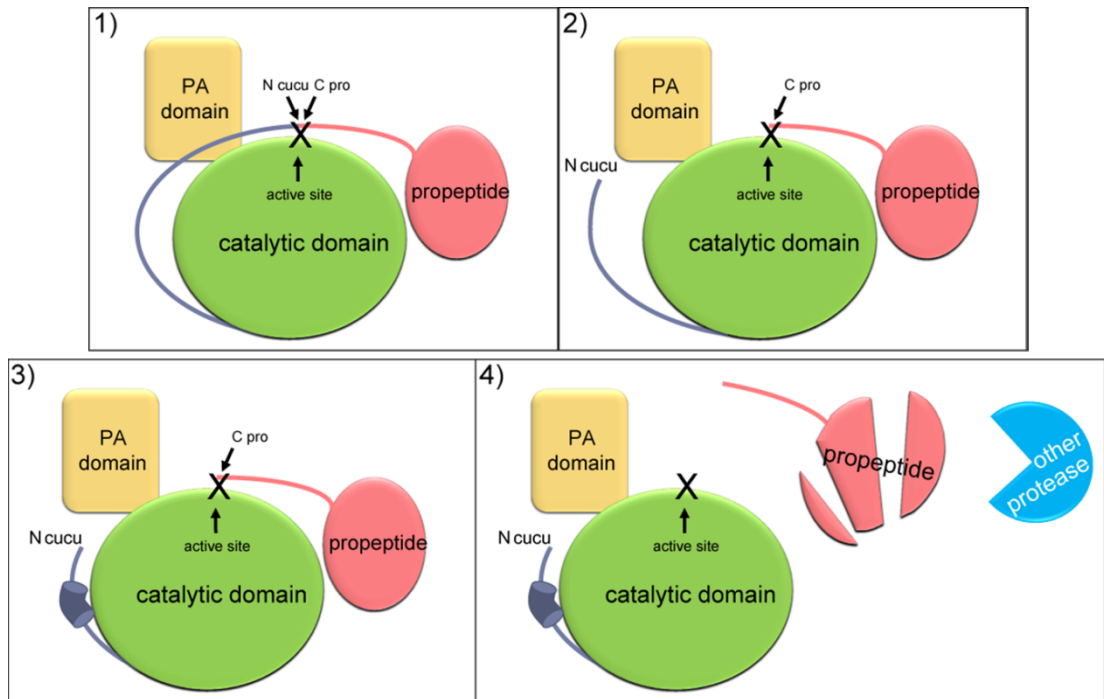 1)
PA
domain
N cucu
C pro
X
active site
propeptide
catalytic domain
2)
PA
domain
C pro
N cucu
X
active site
propeptide
catalytic domain
3)
PA
domain
C pro
X
N cucu
active site
propeptide
catalytic domain
4)
PA
domain
propeptide
other
protease
X
N cucu
active site
catalytic domain